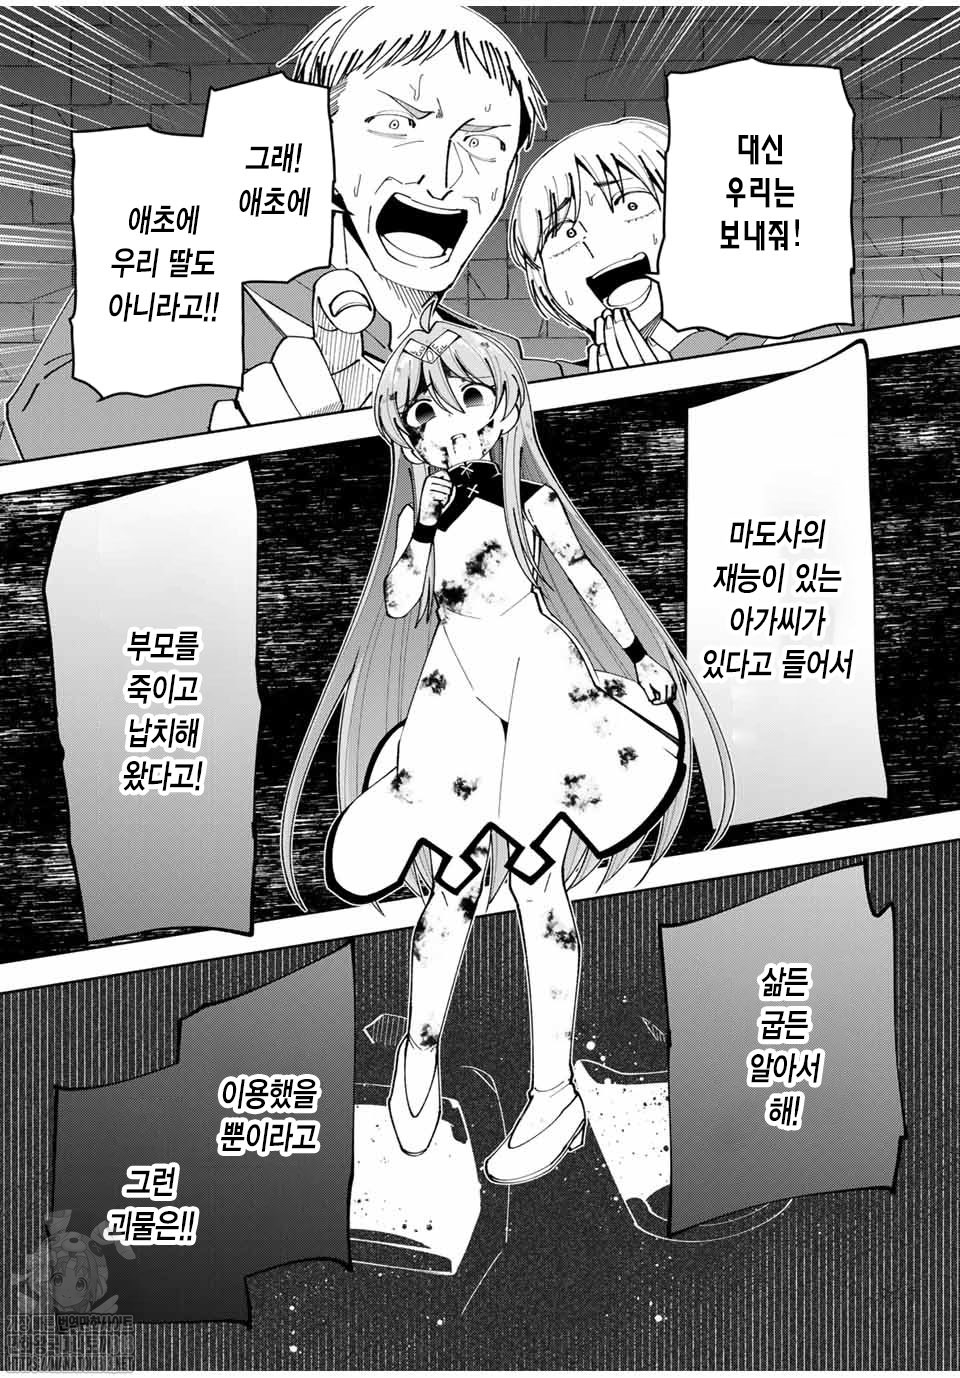 대신
우리는
보내줘!
그래!
애초에
애초에
우리 딸도
아니라고!!
마도사의
재능이 있는
아가씨가
있다고 들어서
부모를
죽이고
납치해
왔다고!
삶든
굽든
알아서
해!
이용했을
뿐이라고
그런
괴물은!!